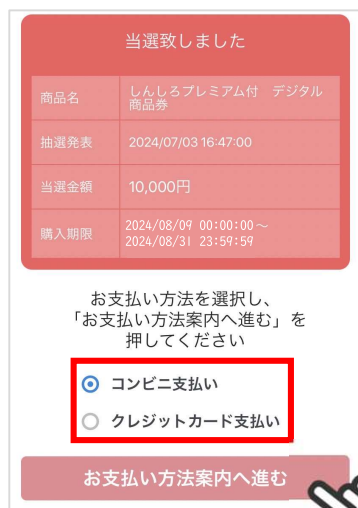 当選致しました
商品名
しんしろプレミアム付　デジタル
商品券
抽選発表
2024/07/03 16:47:00
当選金額
10,000円
購入期限
2024/08/09 00:00:00～
2024/08/31 23:59:59
お支払い方法を選択し、
「お支払い方法案内へ進む」を
押してください
コンビニ支払い
クレジットカード支払い
お支払い方法案内へ進む